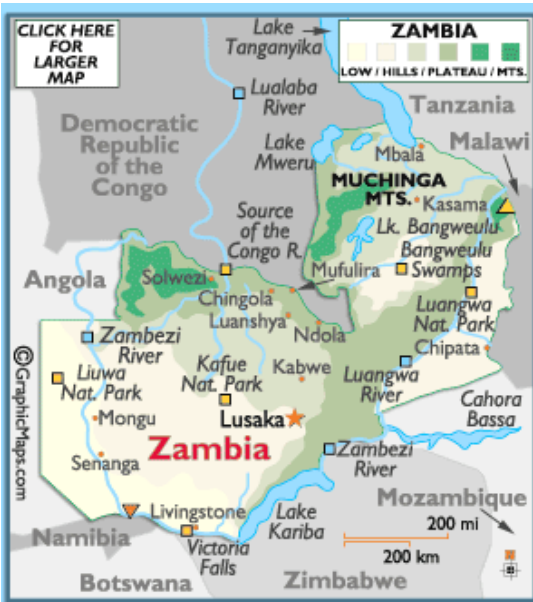 CLICK HERE
FOR
LARGER
MAP
Lake
Tanganyika
ZAMBIA
LOW / HILLS / PLEATEAU / MTS.
Lualaba
River
Tanzania
Democratic
Republic
of the
Congo
Lake
Mweru
Mbala
Malawi
MUCHINGA
MTS.
Kasama
Source
of the
Congo R.
Lk. Bangweulu
Bangweulu
Swamps
Angola
Solwezi
Mufulira
Chingola
Luanshya
Ndola
Luangwa
Nat. Park
Zambezi
River
Chipata
Liuwa
Nat. Park
Kafue
Nat. Park
Kabwe
Luangwa
River
Cahora
Bassa
©GraphicMaps.com
Mongu
Lusaka
Zambia
Senanga
Zambezi
River
Mozambique
Livingstone
Lake
Kariba
200 mi
200 km
Namibia
Victoria
Falls
Botswana
Zimbabwe